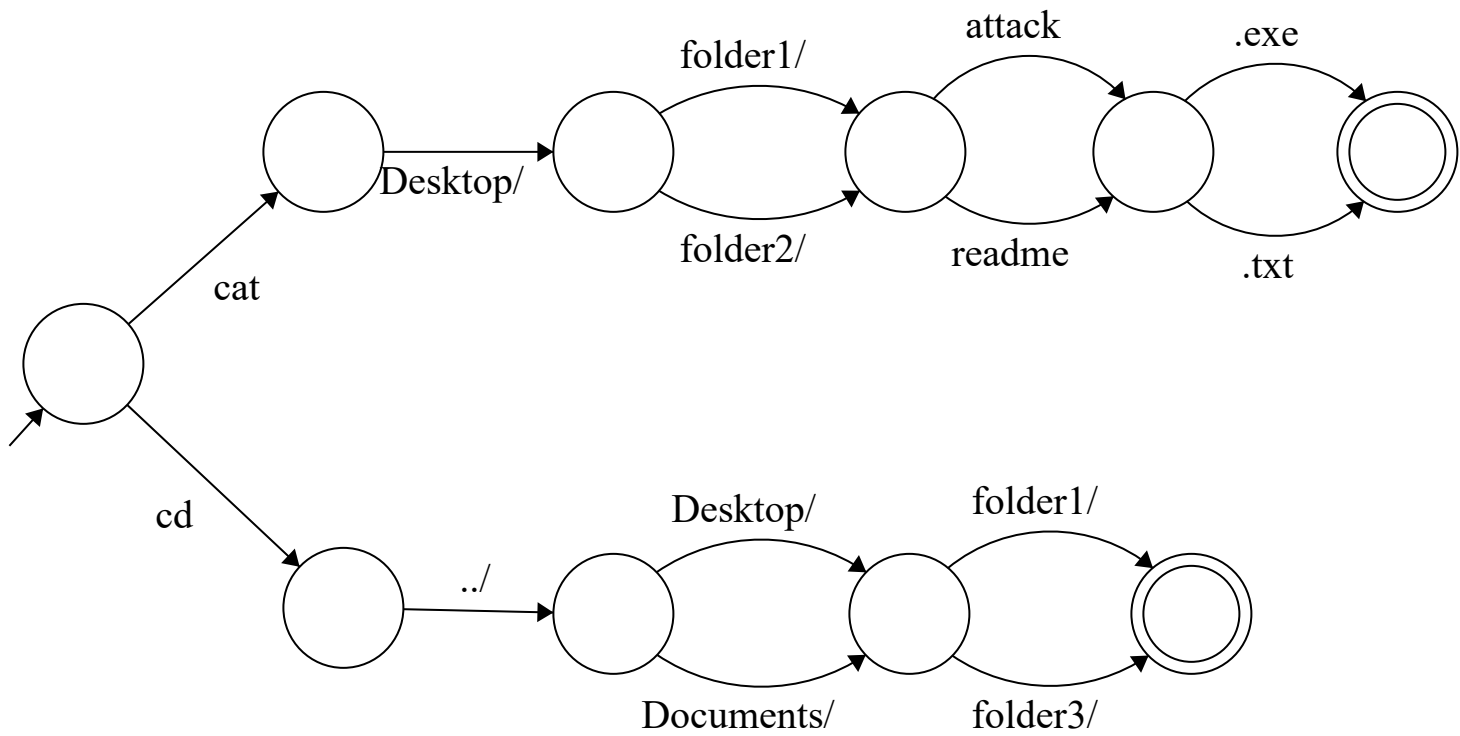 attack
.exe
folder1/
Desktop/
folder2/
readme
.txt
cat
cd
../
Desktop/
folder1/
Documents/
folder3/